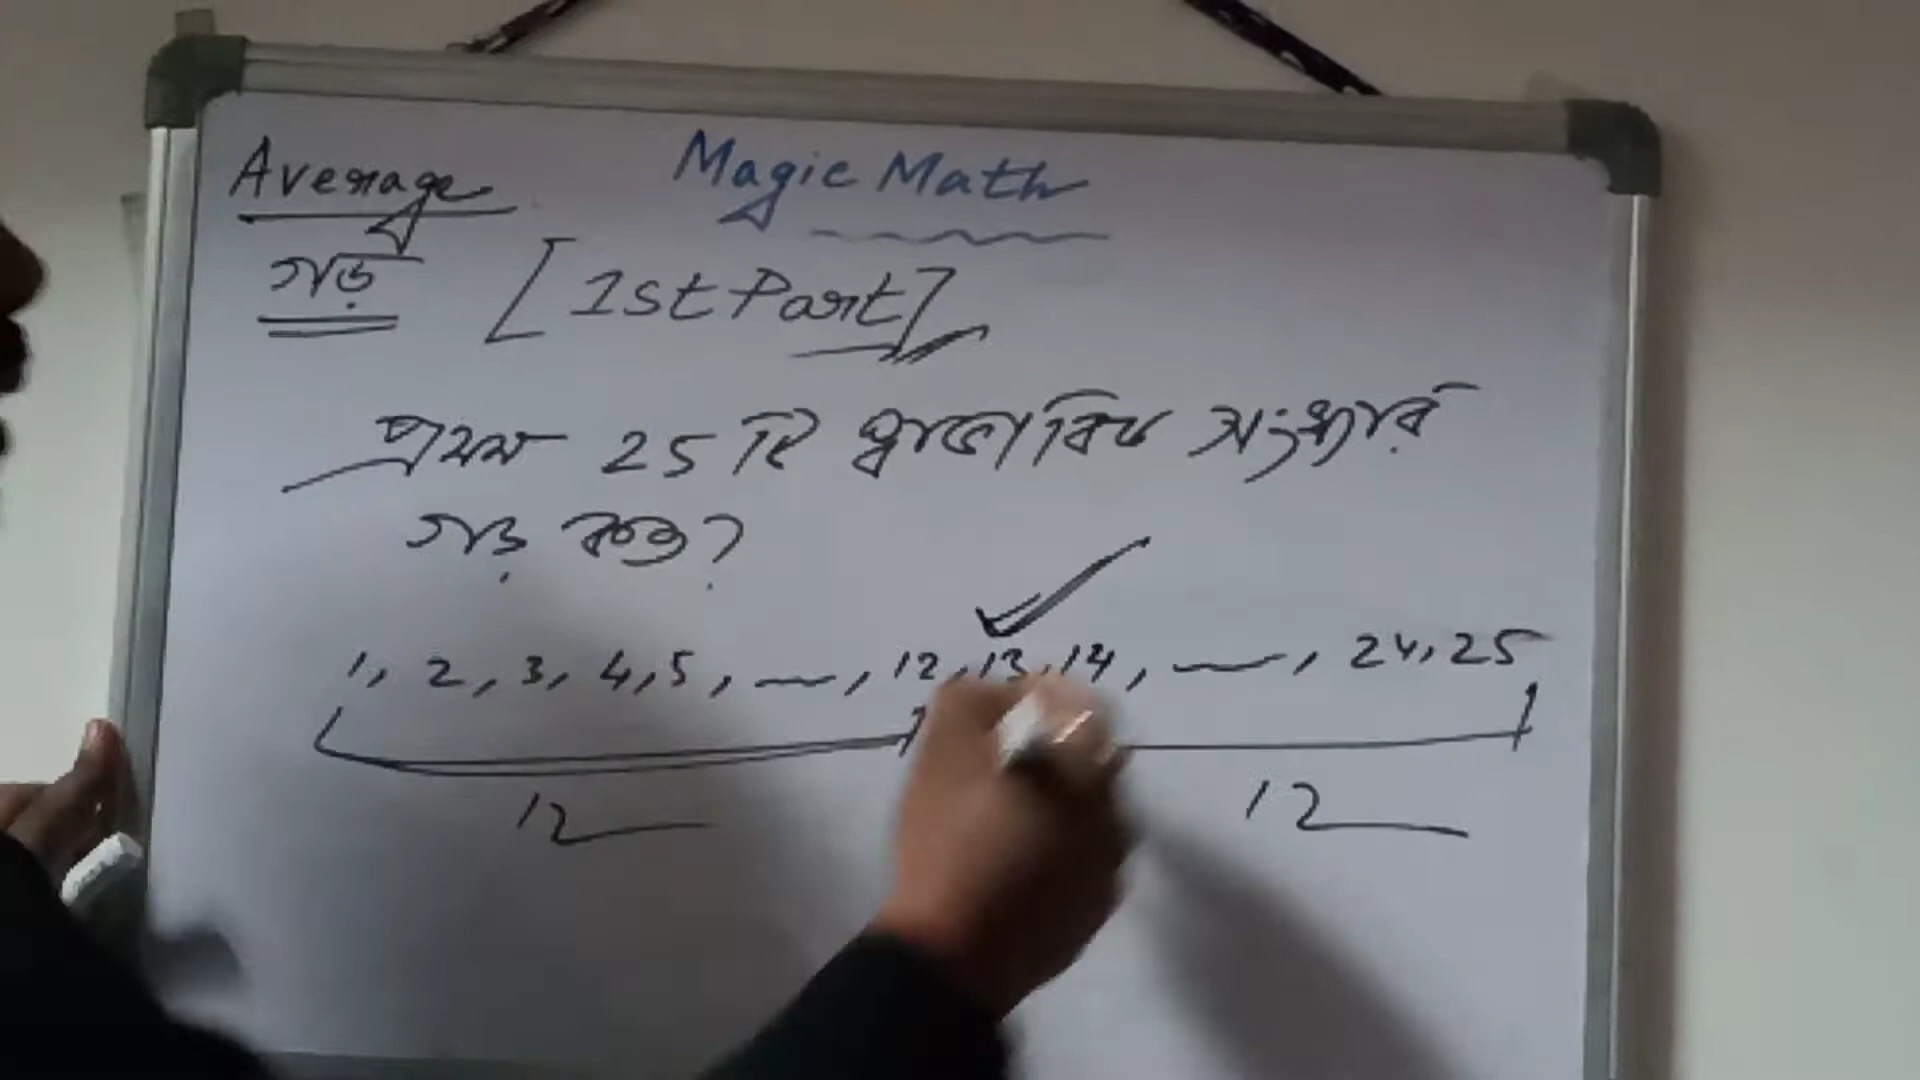 Average Magic Math
গড় [1st Part]
প্রথম 25 টি স্বাভাবিক সংখ্যার
গড় কত?
1, 2, 3, 4, 5, —, 12, 13, 14, —, 24, 25
12 12